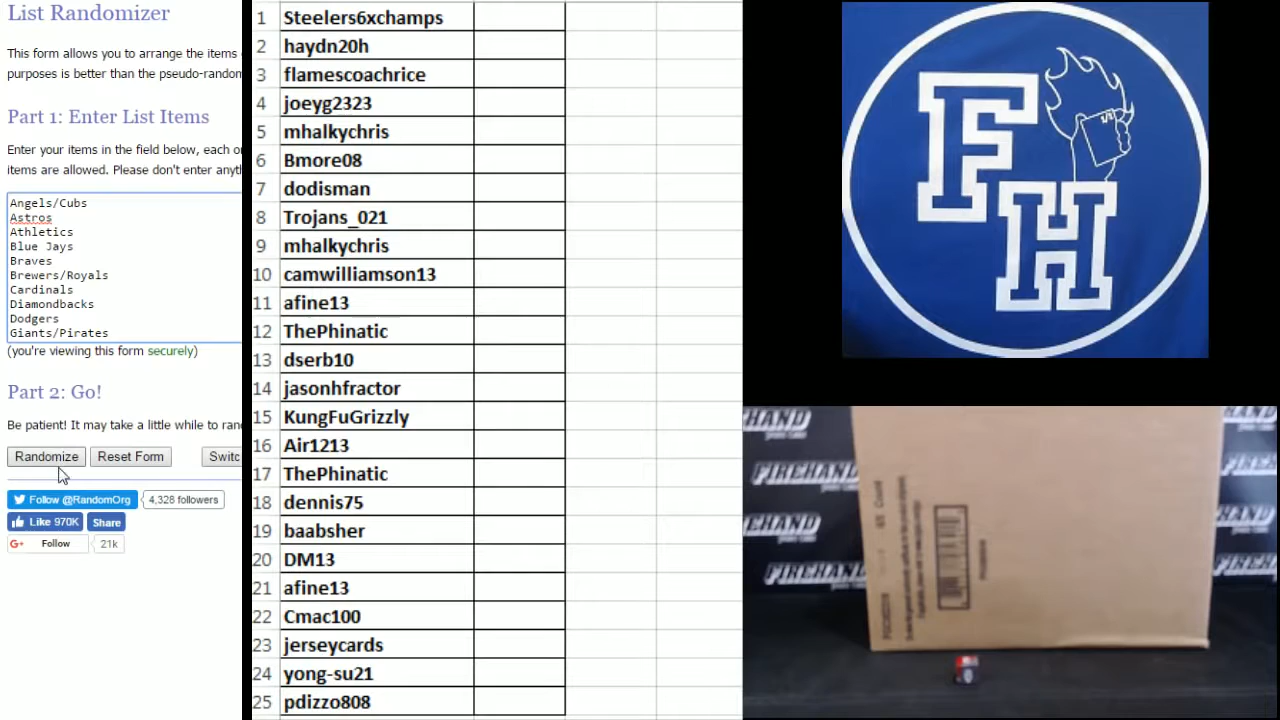 List Randomizer
This form allows you to arrange the items
purposes is better than the pseudo-random
Part 1: Enter List Items
Enter your items in the field below, each
items are allowed. Please don't enter
Angels/Cubs
Astros
Athletics
Blue Jays
Braves
Brewers/Royals
Cardinals
Diamondbacks
Dodgers
Giants/Pirates
(you're viewing this form securely)
Part 2: Go!
Be patient! It may take a little while to
Randomize Reset Form
Follow @RandomOrg 4,328 followers
Like 970K Share
G+ Follow 21k
1 Steelers6xchamps
2 haydn20h
3 flamescoachrice
4 joeyg2323
5 mhalkychris
6 Bmore08
7 dodisman
8 Trojans_021
9 mhalkychris
10 camwilliamson13
11 afine13
12 ThePhinatic
13 dserb10
14 jasonhfractor
15 KungFuGrizzly
16 Air1213
17 ThePhinatic
18 dennis75
19 baabsher
20 DM13
21 afine13
22 Cmac100
23 jerseycards
24 yong-su21
25 pdizzo808
FH
FIREHAND
FIREHAND
FIREHAND
FIREHAND